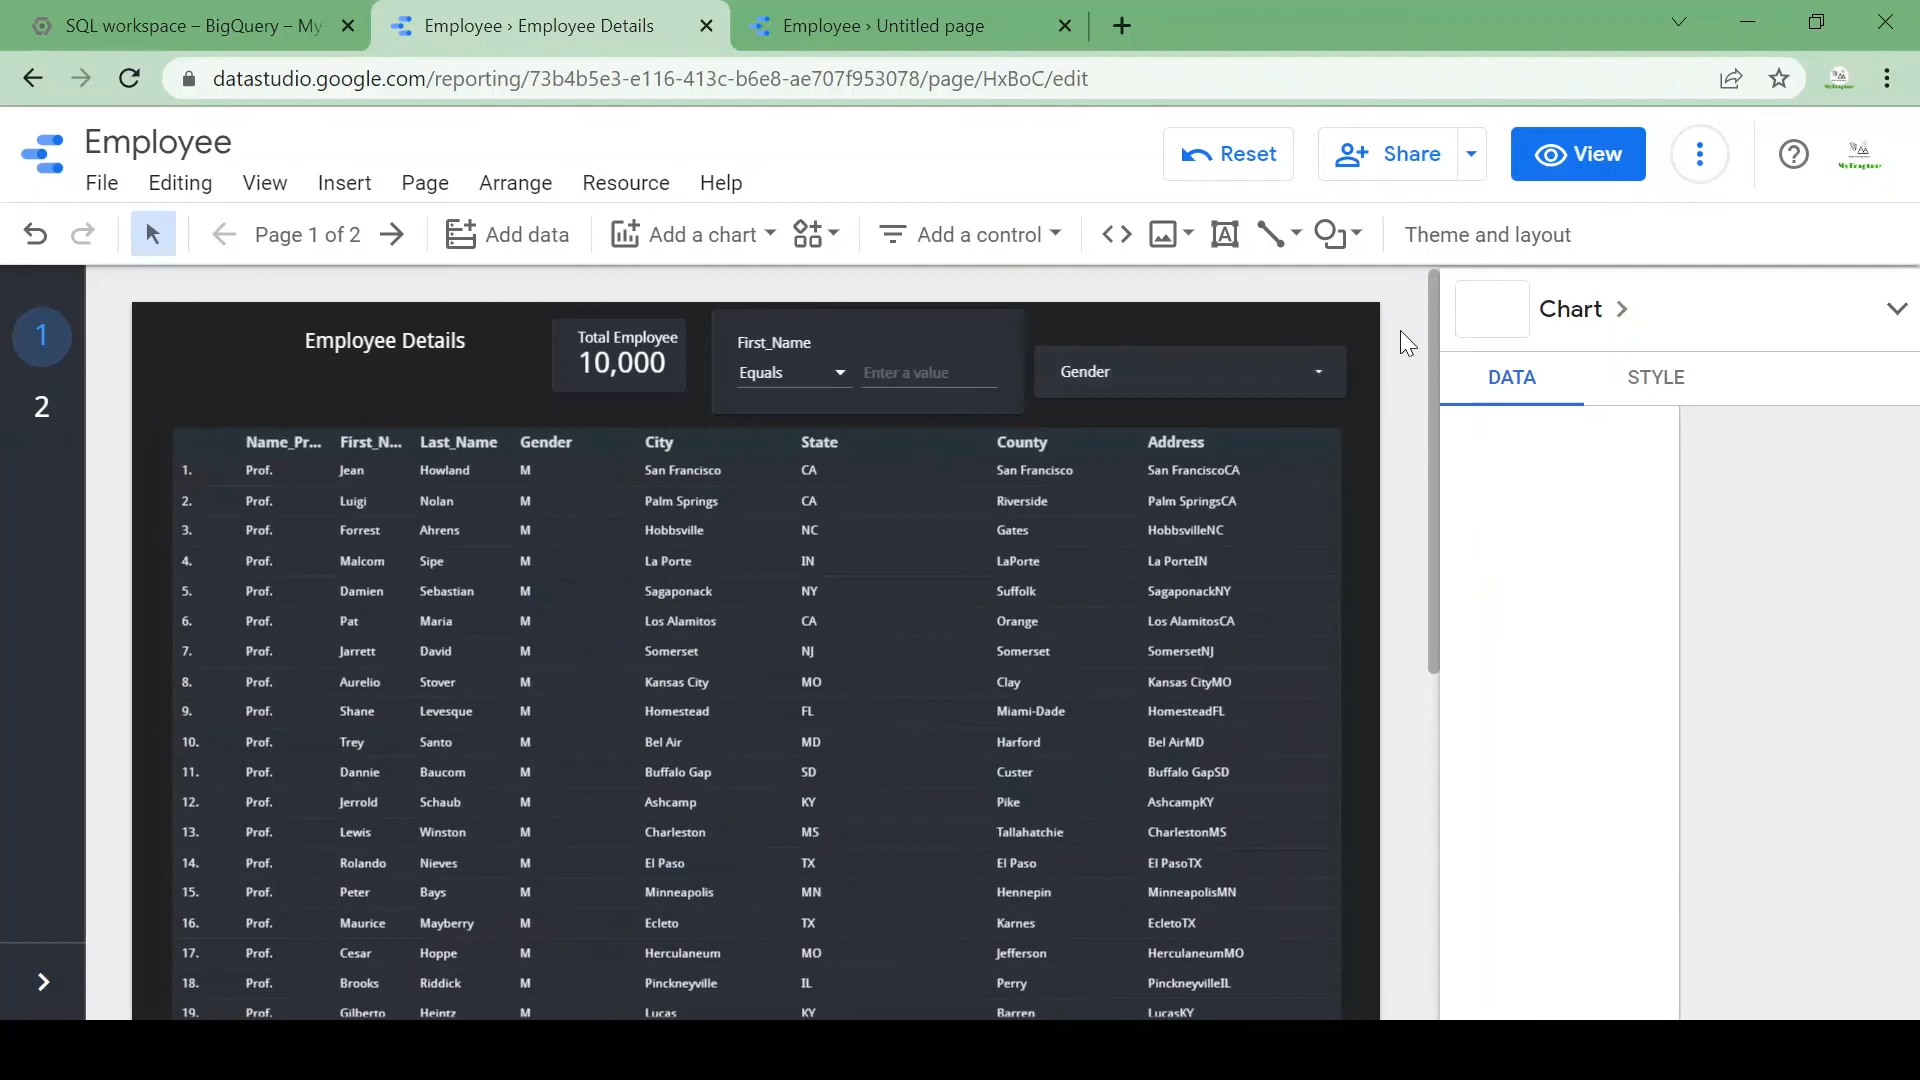 SQL workspace – BigQuery – My
Employee › Employee Details
Employee › Untitled page
datastudio.google.com/reporting/73b4b5e3-e116-413c-b6e8-ae707f953078/page/HxBoC/edit
Employee
Reset
Share
View
File Editing View Insert Page Arrange Resource Help
Page 1 of 2
Add data
Add a chart
Add a control
Theme and layout
1
2
Employee Details
Total Employee
10,000
First_Name
Equals
Enter a value
Gender
Chart
DATA STYLE
Name_Pr... First_N... Last_Name Gender City State County Address
1. Prof. Jean Howland M San Francisco CA San Francisco San FranciscoCA
2. Prof. Luigi Nolan M Palm Springs CA Riverside Palm SpringsCA
3. Prof. Forrest Ahrens M Hobbsville NC Gates HobbsvilleNC
4. Prof. Malcom Sipe M La Porte IN LaPorte La PorteIN
5. Prof. Damien Sebastian M Sagaponack NY Suffolk SagaponackNY
6. Prof. Pat Maria M Los Alamitos CA Orange Los AlamitosCA
7. Prof. Jarrett David M Somerset NJ Somerset SomersetNJ
8. Prof. Aurelio Stover M Kansas City MO Clay Kansas CityMO
9. Prof. Shane Levesque M Homestead FL Miami-Dade HomesteadFL
10. Prof. Trey Santo M Bel Air MD Harford Bel AirMD
11. Prof. Dannie Baucom M Buffalo Gap SD Custer Buffalo GapSD
12. Prof. Jerrold Schaub M Ashcamp KY Pike AshcampKY
13. Prof. Lewis Winston M Charleston MS Tallahatchie CharlestonMS
14. Prof. Rolando Nieves M El Paso TX El Paso El PasoTX
15. Prof. Peter Bays M Minneapolis MN Hennepin MinneapolisMN
16. Prof. Maurice Mayberry M Ecleto TX Karnes EcletoTX
17. Prof. Cesar Hoppe M Herculaneum MO Jefferson HerculaneumMO
18. Prof. Brooks Riddick M Pinckneyville IL Perry PinckneyvilleIL
19. Prof. Gilberto Heintz M Lucas KY Barren LucasKY